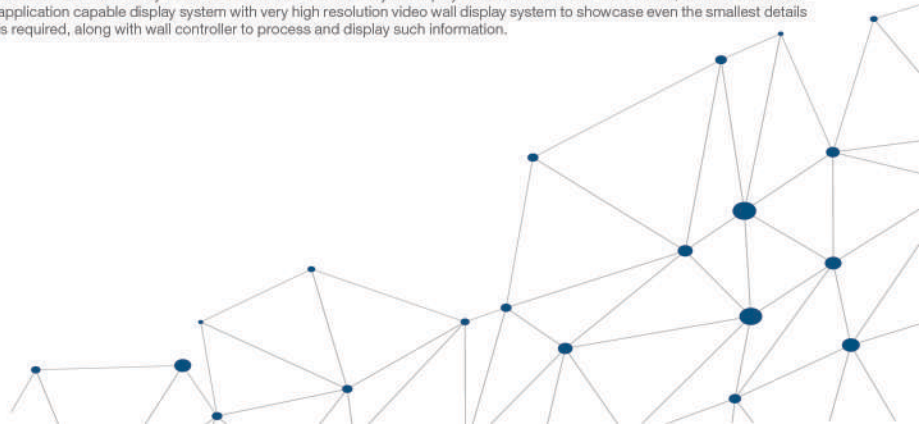 application capable display system with very high resolution video wall display system to showcase even the smallest details
s required, along with wall controller to process and display such information.